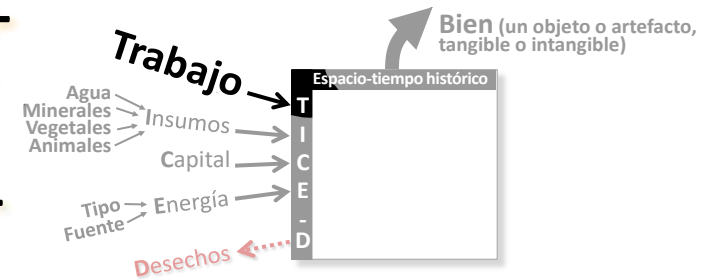 Bien (un objeto o artefacto,
tangible o intangible)
Trabajo
Espacio-tiempo histórico
Agua
Minerales
Vegetales
Animales
Insumos
Capital
Tipo
Fuente
Energía
Desechos
T
I
C
E
-
D